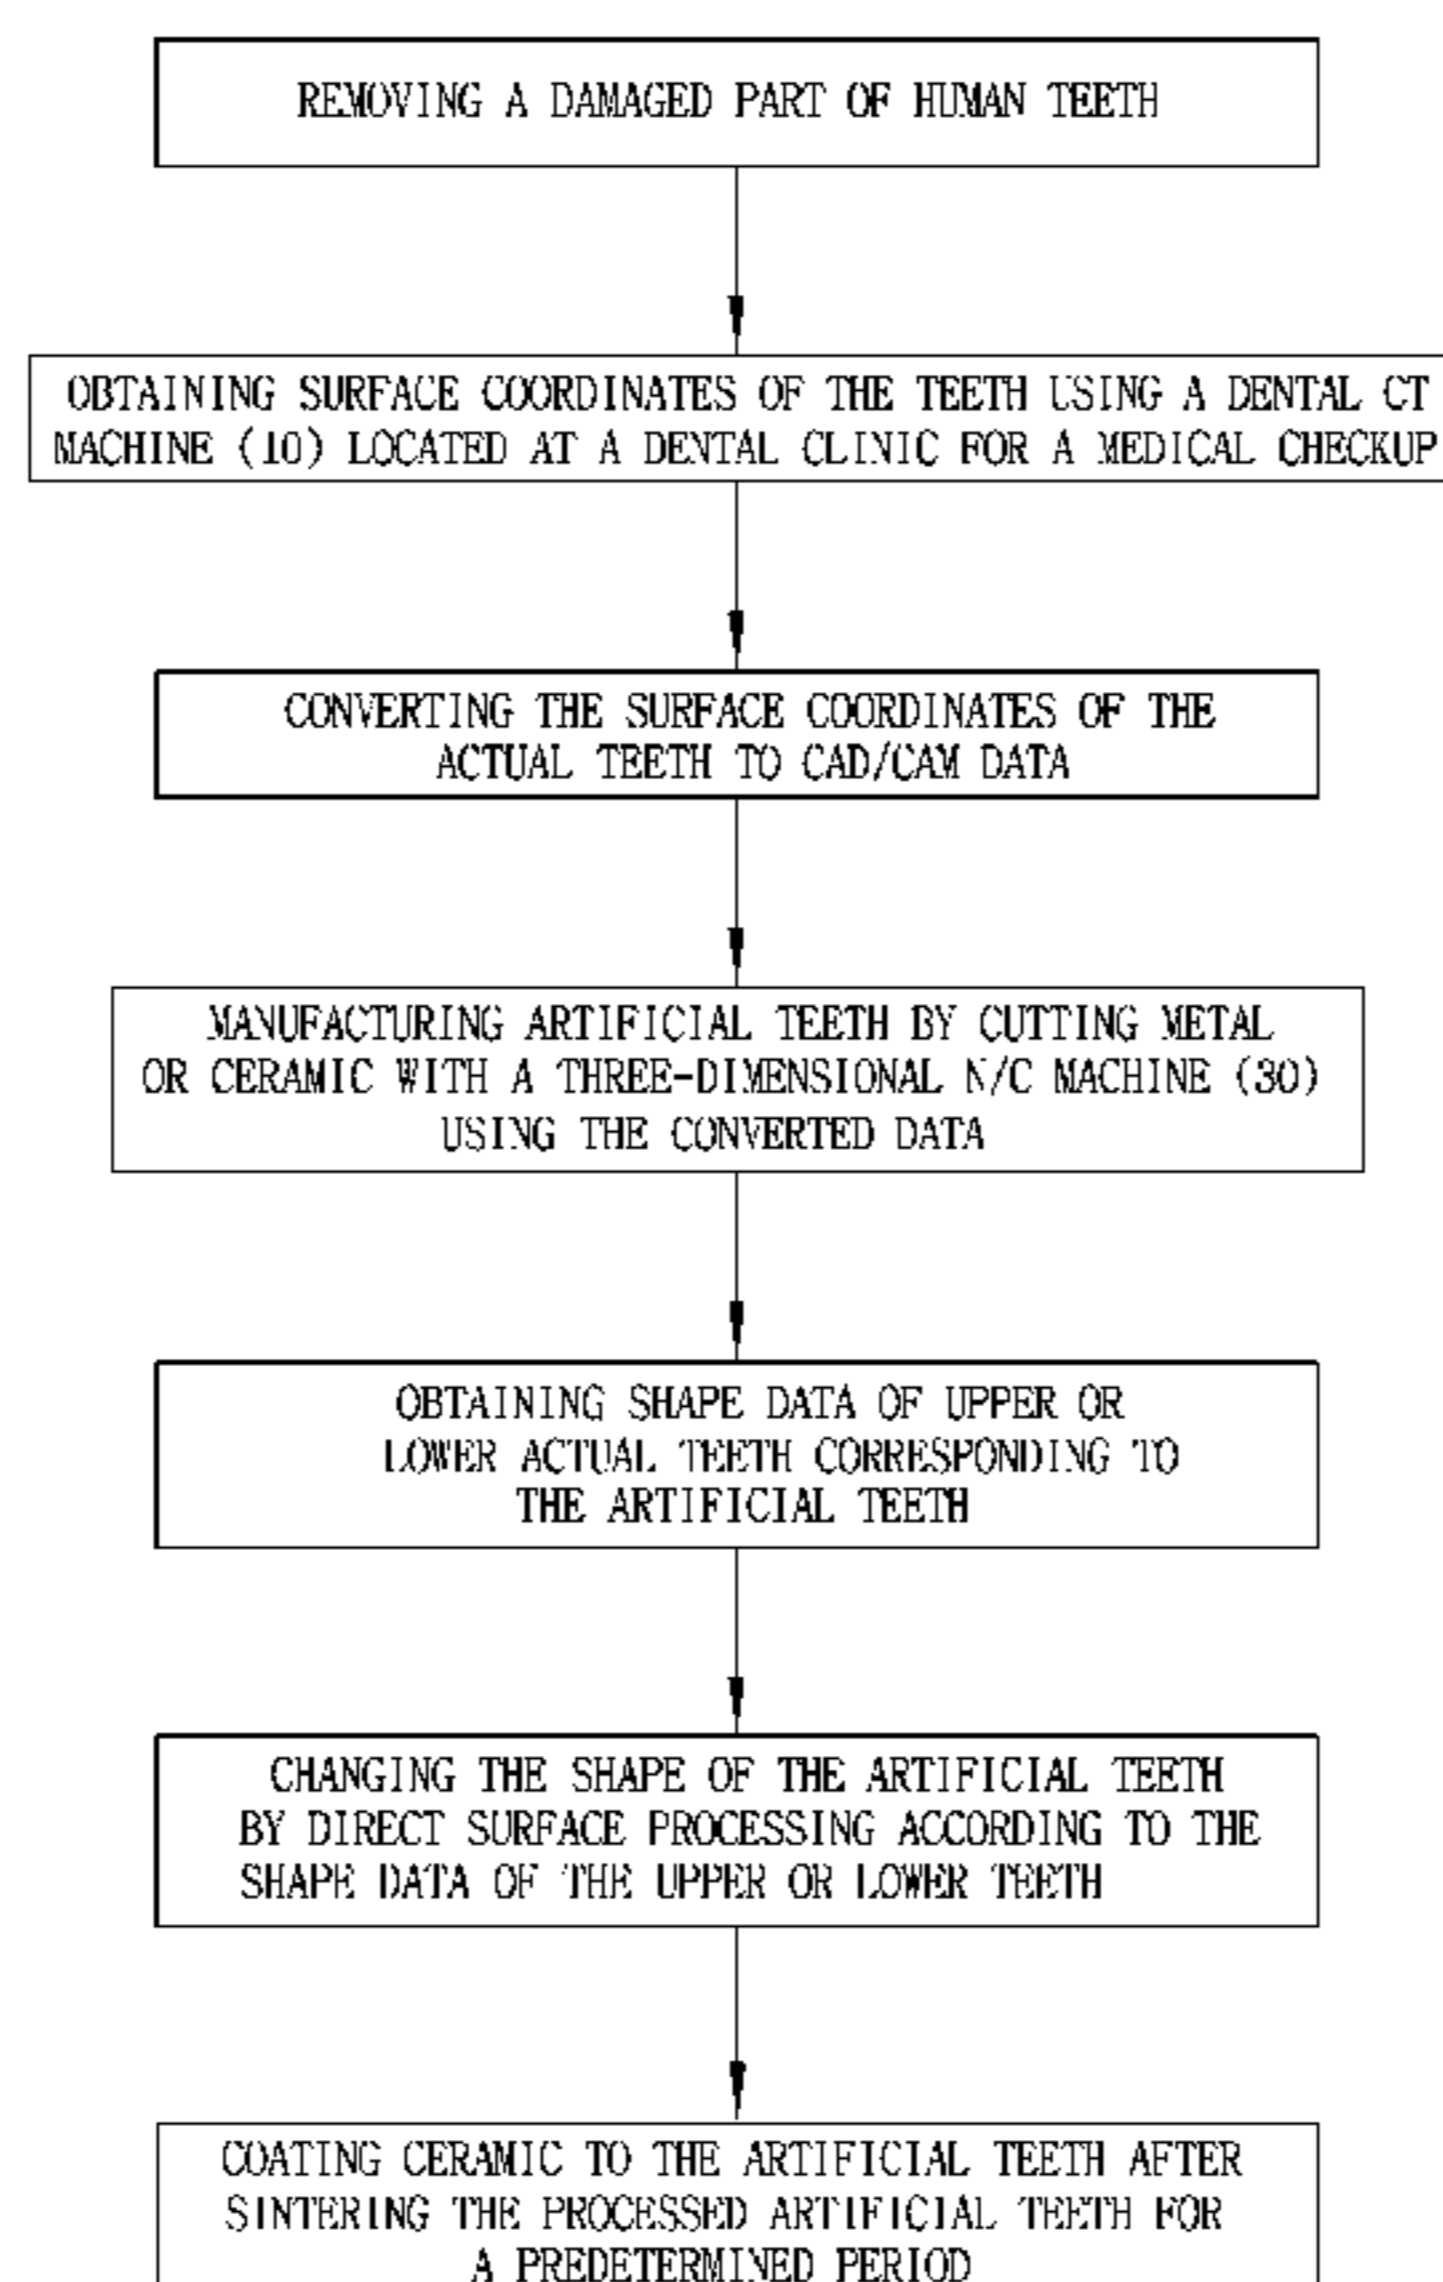 REMOVING A DAMAGED PART OF HUMAN TEETH
OBTAINING SURFACE COORDINATES OF THE TEETH USING A DENTAL CT
MACHINE (10) LOCATED AT A DENTAL CLINIC FOR A MEDICAL CHECKUP
CONVERTING THE SURFACE COORDINATES OF THE
ACTUAL TEETH TO CAD/CAM DATA
MANUFACTURING ARTIFICIAL TEETH BY CUTTING METAL
OR CERAMIC WITH A THREE-DIMENSIONAL N/C MACHINE (30)
USING THE CONVERTED DATA
OBTAINING SHAPE DATA OF UPPER OR
LOWER ACTUAL TEETH CORRESPONDING TO
THE ARTIFICIAL TEETH
CHANGING THE SHAPE OF THE ARTIFICIAL TEETH
BY DIRECT SURFACE PROCESSING ACCORDING TO THE
SHAPE DATA OF THE UPPER OR LOWER TEETH
COATING CERAMIC TO THE ARTIFICIAL TEETH AFTER
SINTERING THE PROCESSED ARTIFICIAL TEETH FOR
A PREDETERMINED PERIOD